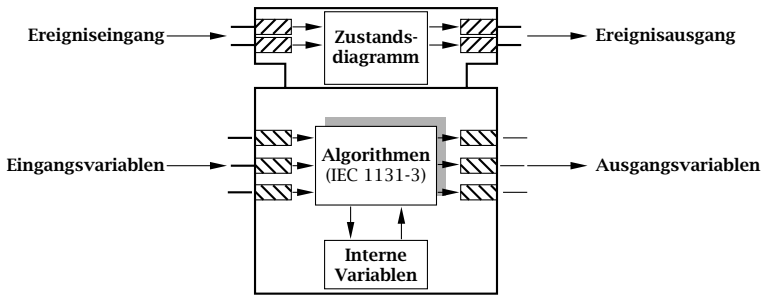 Ereigniseingang
Zustands-
diagramm
Ereignisausgang
Eingangsvariablen
Algorithmen
(IEC 1131-3)
Ausgangsvariablen
Interne
Variablen